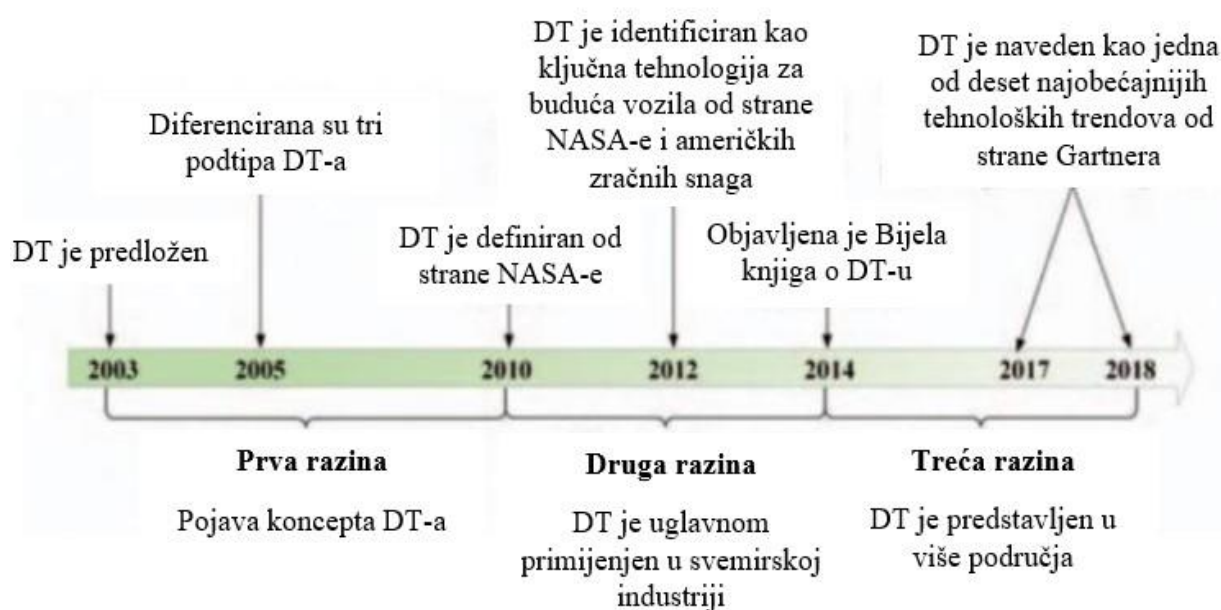 DT je predložen
Diferencirana su tri
podtipa DT-a
DT je definiran od
strane NASA-e
DT je identificiran kao
ključna tehnologija za
buduća vozila od strane
NASA-e i američkih
zračnih snaga
Objavljena je Bijela
knjiga o DT-u
DT je naveden kao jedna
od deset najobećajnijih
tehnoloških trendova od
strane Gartnera
2003
2005
2010
2012
2014
2017
2018
Prva razina
Pojava koncepta DT-a
Druga razina
DT je uglavnom
primijenjen u svemirskoj
industriji
Treća razina
DT je predstavljen u
više područja